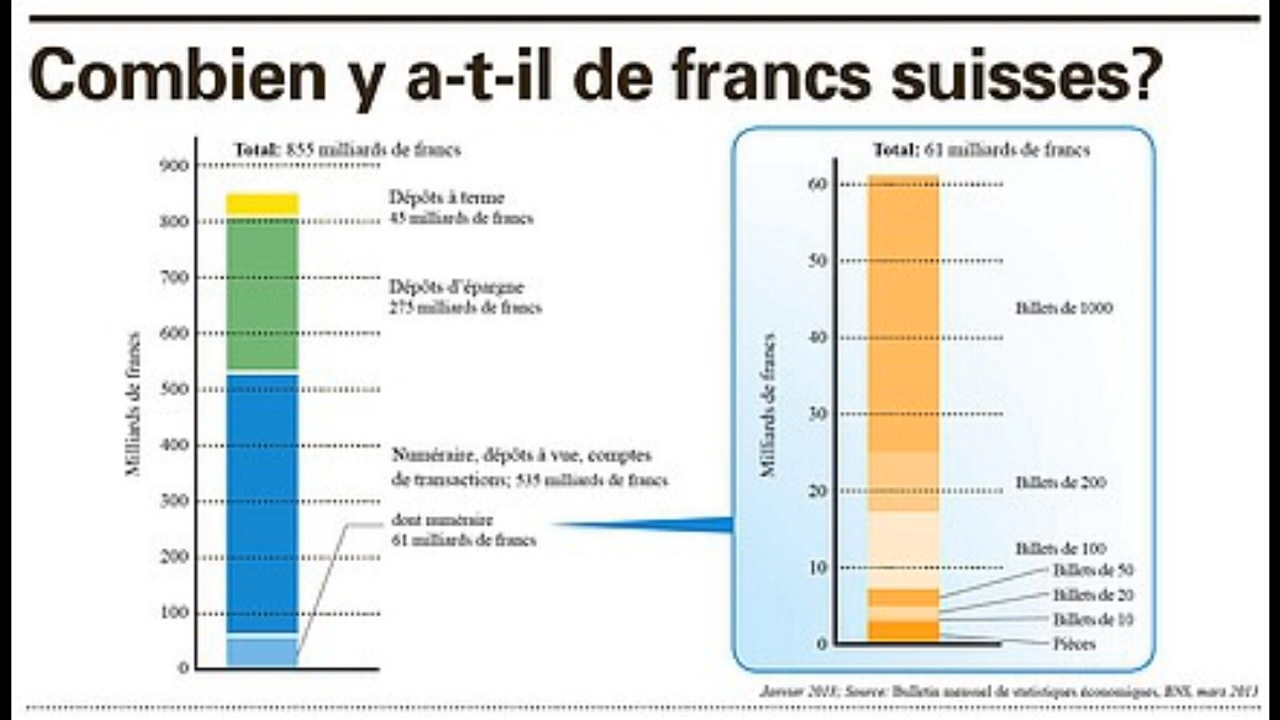 Combien y a-t-il de francs suisses?
Total: 855 milliards de francs
900
800
700
600
500
400
300
200
100
0
Milliards de francs
Dépôts à terme
45 milliards de francs
Dépôts d'épargne
275 milliards de francs
Numéraire, dépôts à vue, comptes
de transactions; 535 milliards de francs
dont numéraire
61 milliards de francs
Total: 61 milliards de francs
60
50
40
30
20
10
0
Milliards de francs
Billets de 1000
Billets de 200
Billets de 100
Billets de 50
Billets de 20
Billets de 10
Pièces
Janvier 2013; Source: Bulletin mensuel de statistiques économiques, BNS, mars 2013